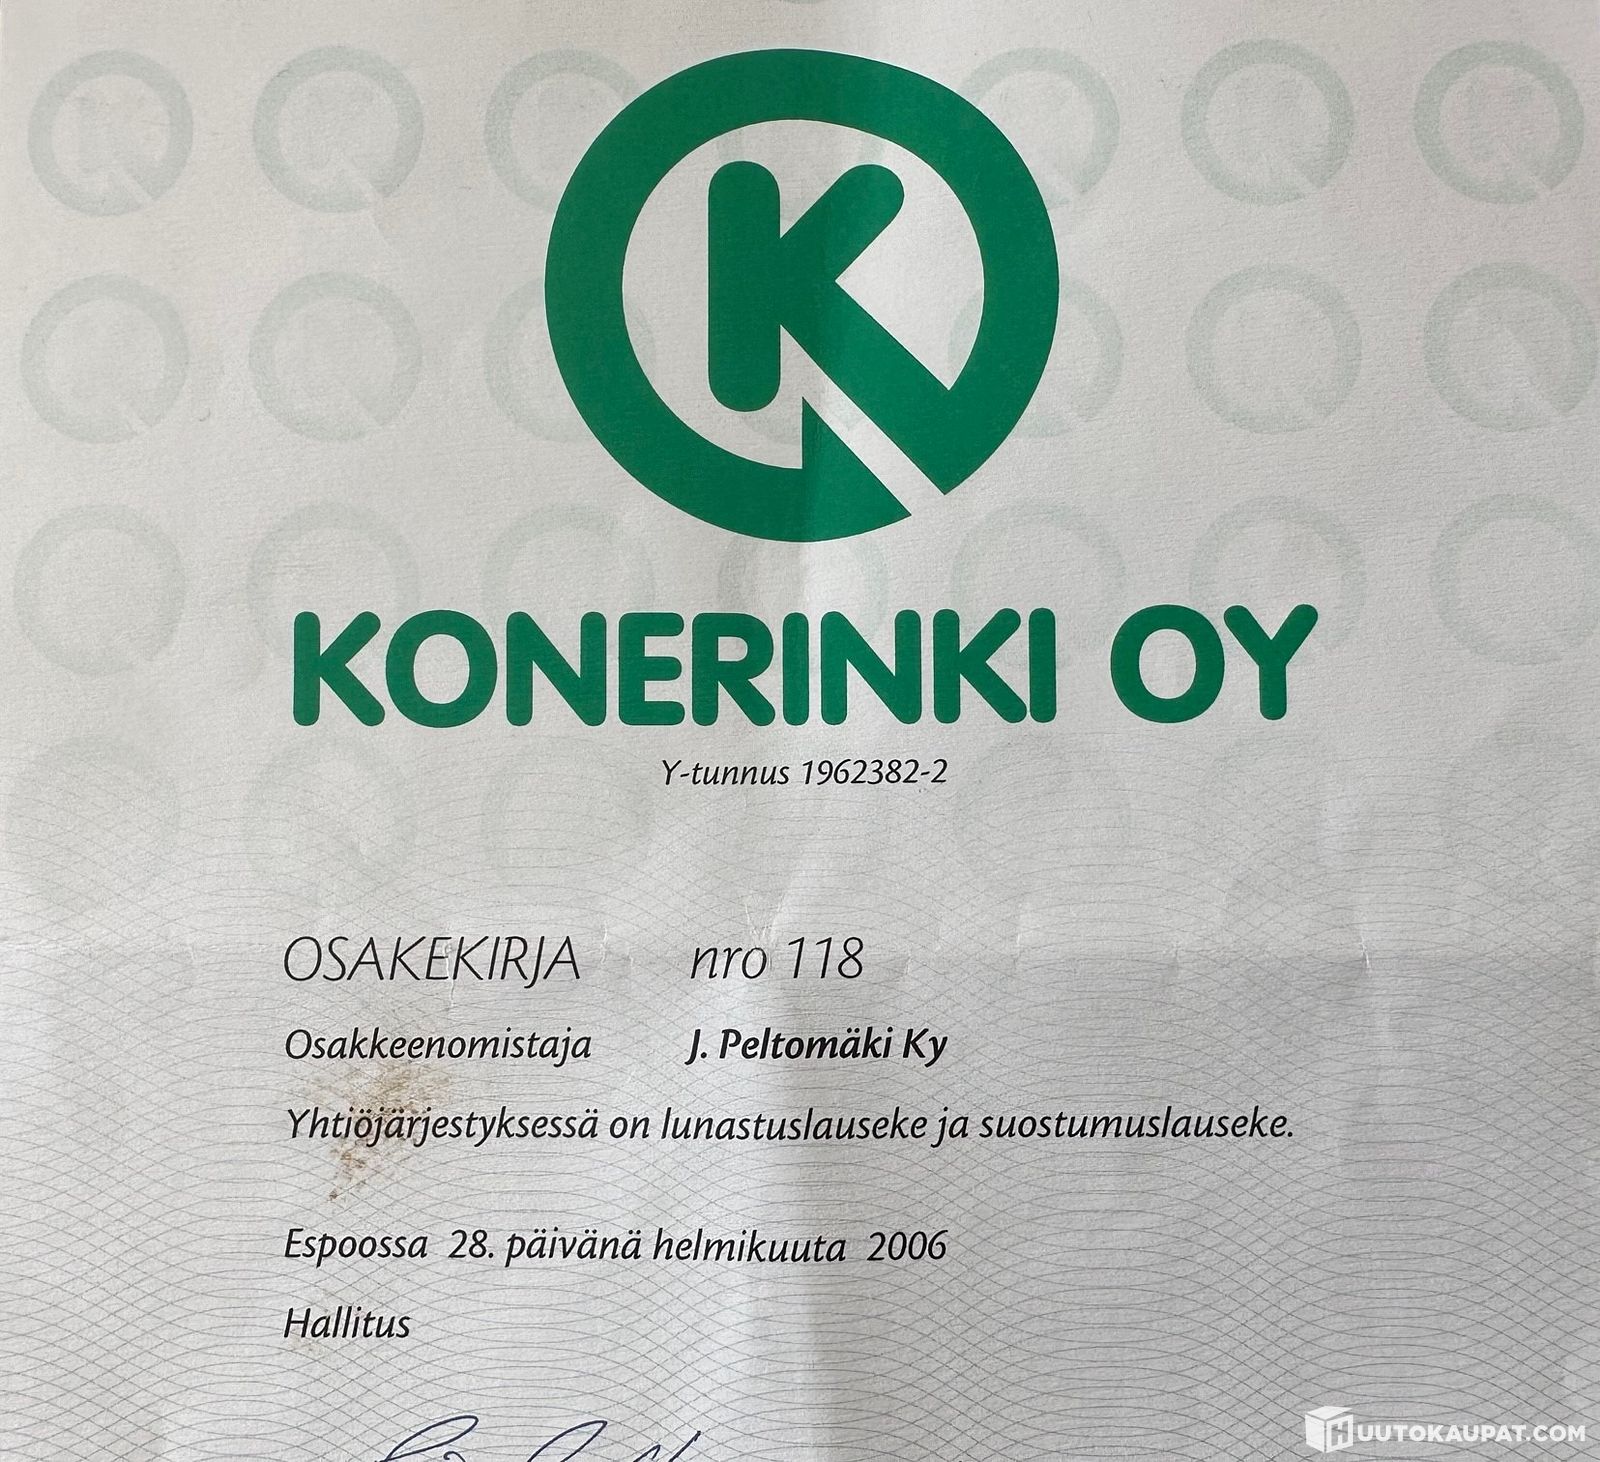 K
KONERINKI OY
Y-tunnus 1962382-2
OSAKEKIRJA nro 118
Osakkeenomistaja J. Peltomäki Ky
Yhtiöjärjestyksessä on lunastuslauseke ja suostumuslauseke.
Espoossa 28. päivänä helmikuuta 2006
Hallitus
HUUTOKAUPAT.COM